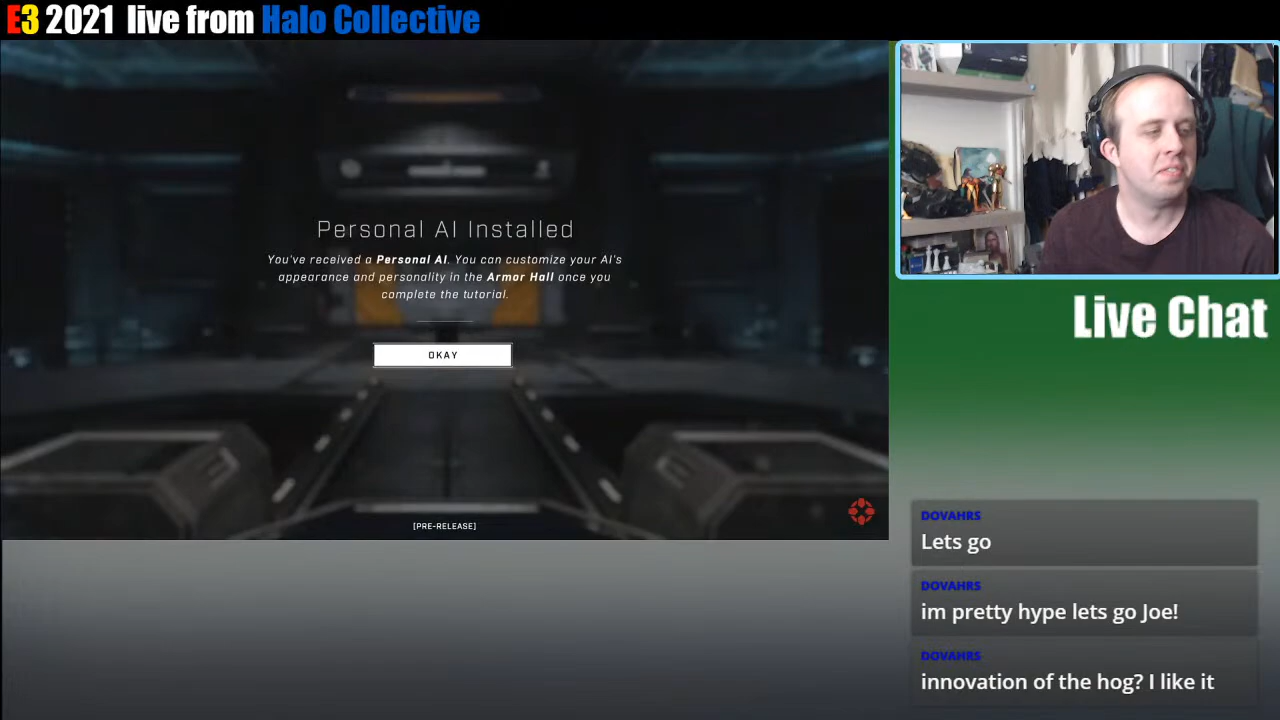 E3 2021 live from Halo Collective
Personal AI Installed
You've received a Personal AI. You can customize your AI's
appearance and personality in the Armor Hall once you
complete the tutorial.
OKAY
[PRE-RELEASE]
Live Chat
DOVAHRS
Lets go
DOVAHRS
im pretty hype lets go Joe!
DOVAHRS
innovation of the hog? I like it